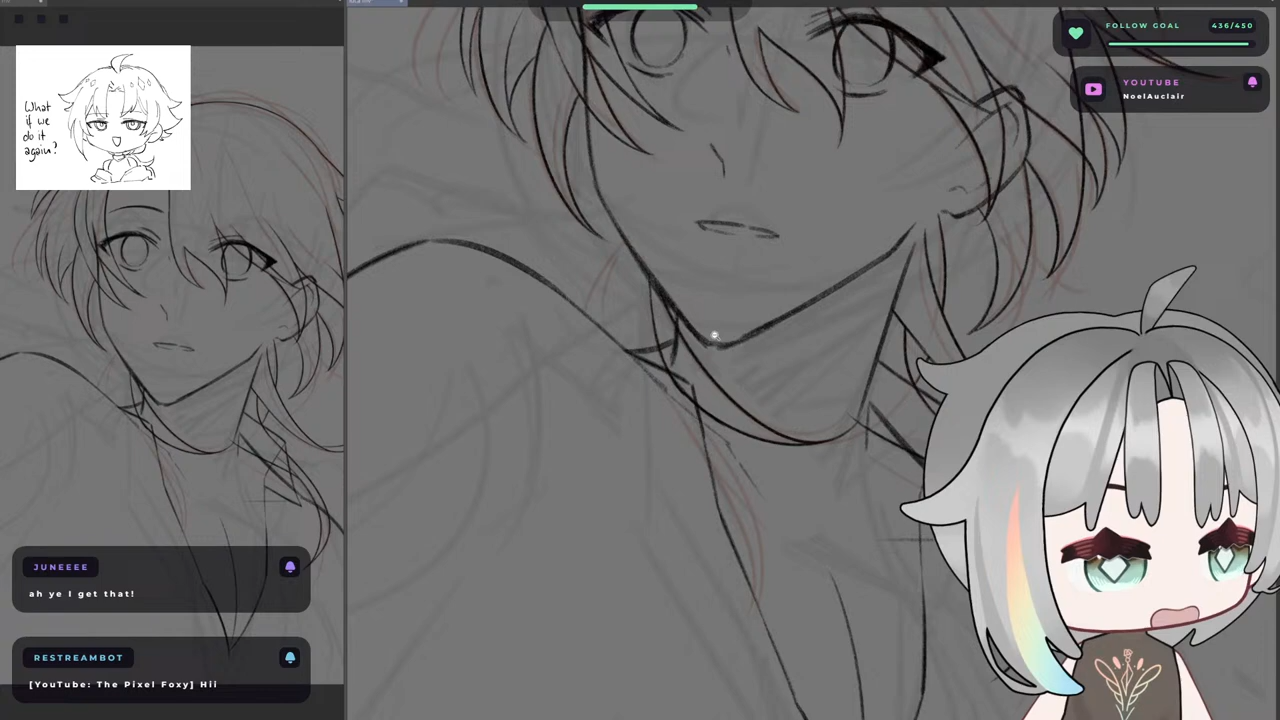 What
if we
do it
again?
FOLLOW GOAL 436/450
YOUTUBE
NoelAuclair
JUNEEEE
ah ye I get that!
RESTREAMBOT
[YouTube: The Pixel Foxy] Hii